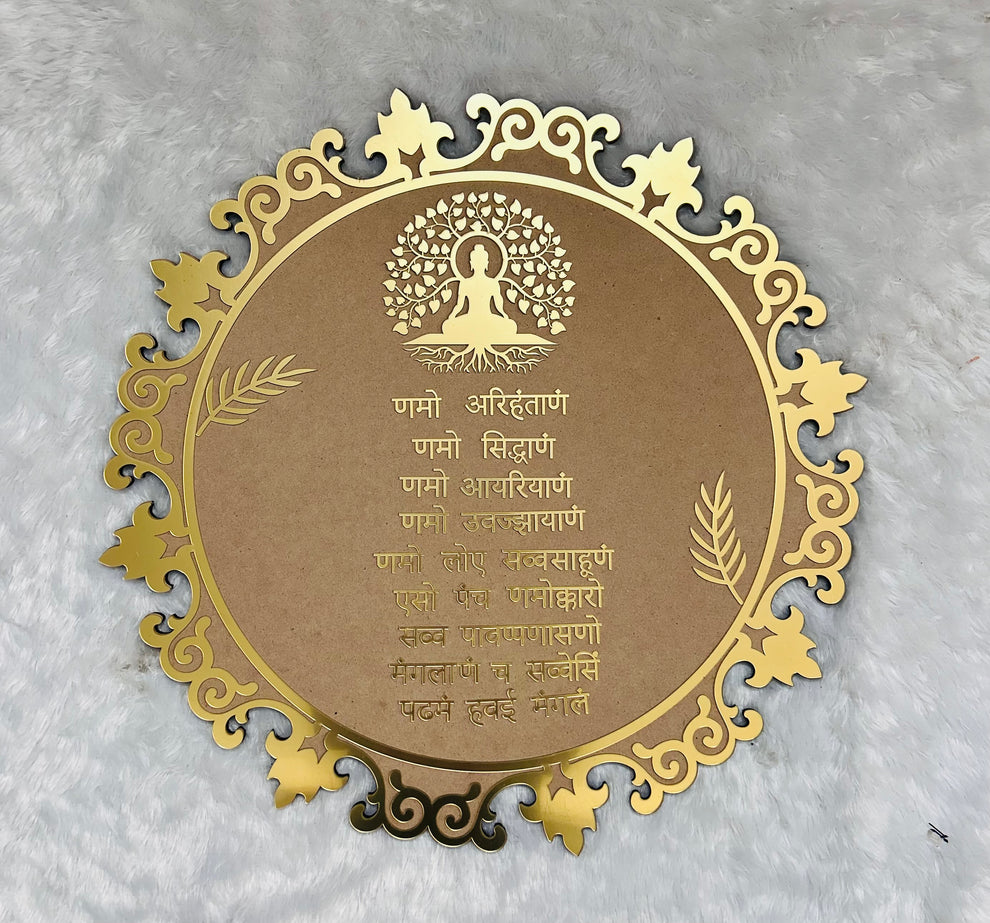 णमो अरिहंताणं
णमो सिद्धाणं
णमो आयरियाणं
णमो उवज्झायाणं
णमो लोए सव्वसाहूणं
एसो पंच णमोक्कारो
सव्व पावप्पणासणो
मंगलाणं च सव्वेसिं
पढमं हवई मंगलं